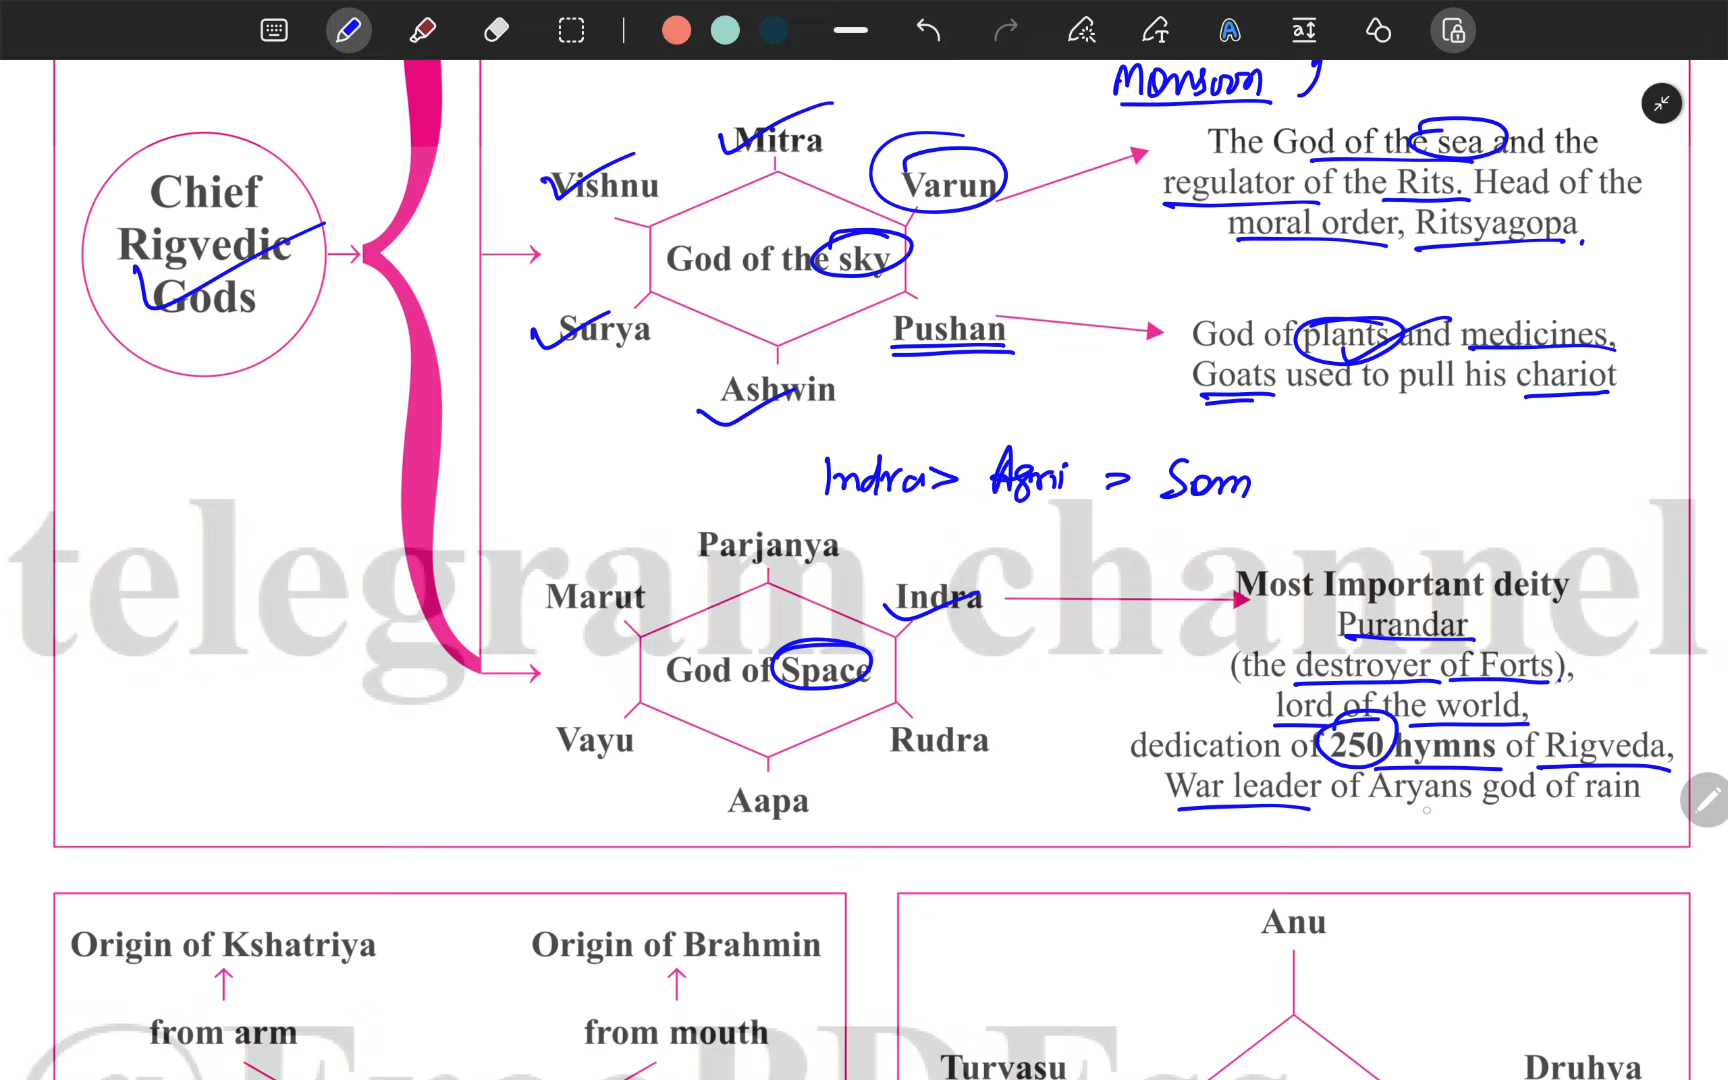 Monsoon
Chief
Rigvedic
Gods
Mitra
Vishnu
Varun
God of the sky
Surya
Pushan
Ashwin
The God of the sea and the
regulator of the Rits. Head of the
moral order, Ritsyagopa.
God of plants and medicines,
Goats used to pull his chariot
Indra > Agni > Som
telegram channel
Parjanya
Marut
Indra
God of Space
Vayu
Rudra
Aapa
Most Important deity
Purandar
(the destroyer of Forts),
lord of the world,
dedication of 250 hymns of Rigveda,
War leader of Aryans god of rain
Origin of Kshatriya
from arm
Origin of Brahmin
from mouth
Anu
Turvasu
Druhya